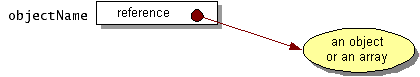 objectName reference
an object
or an array